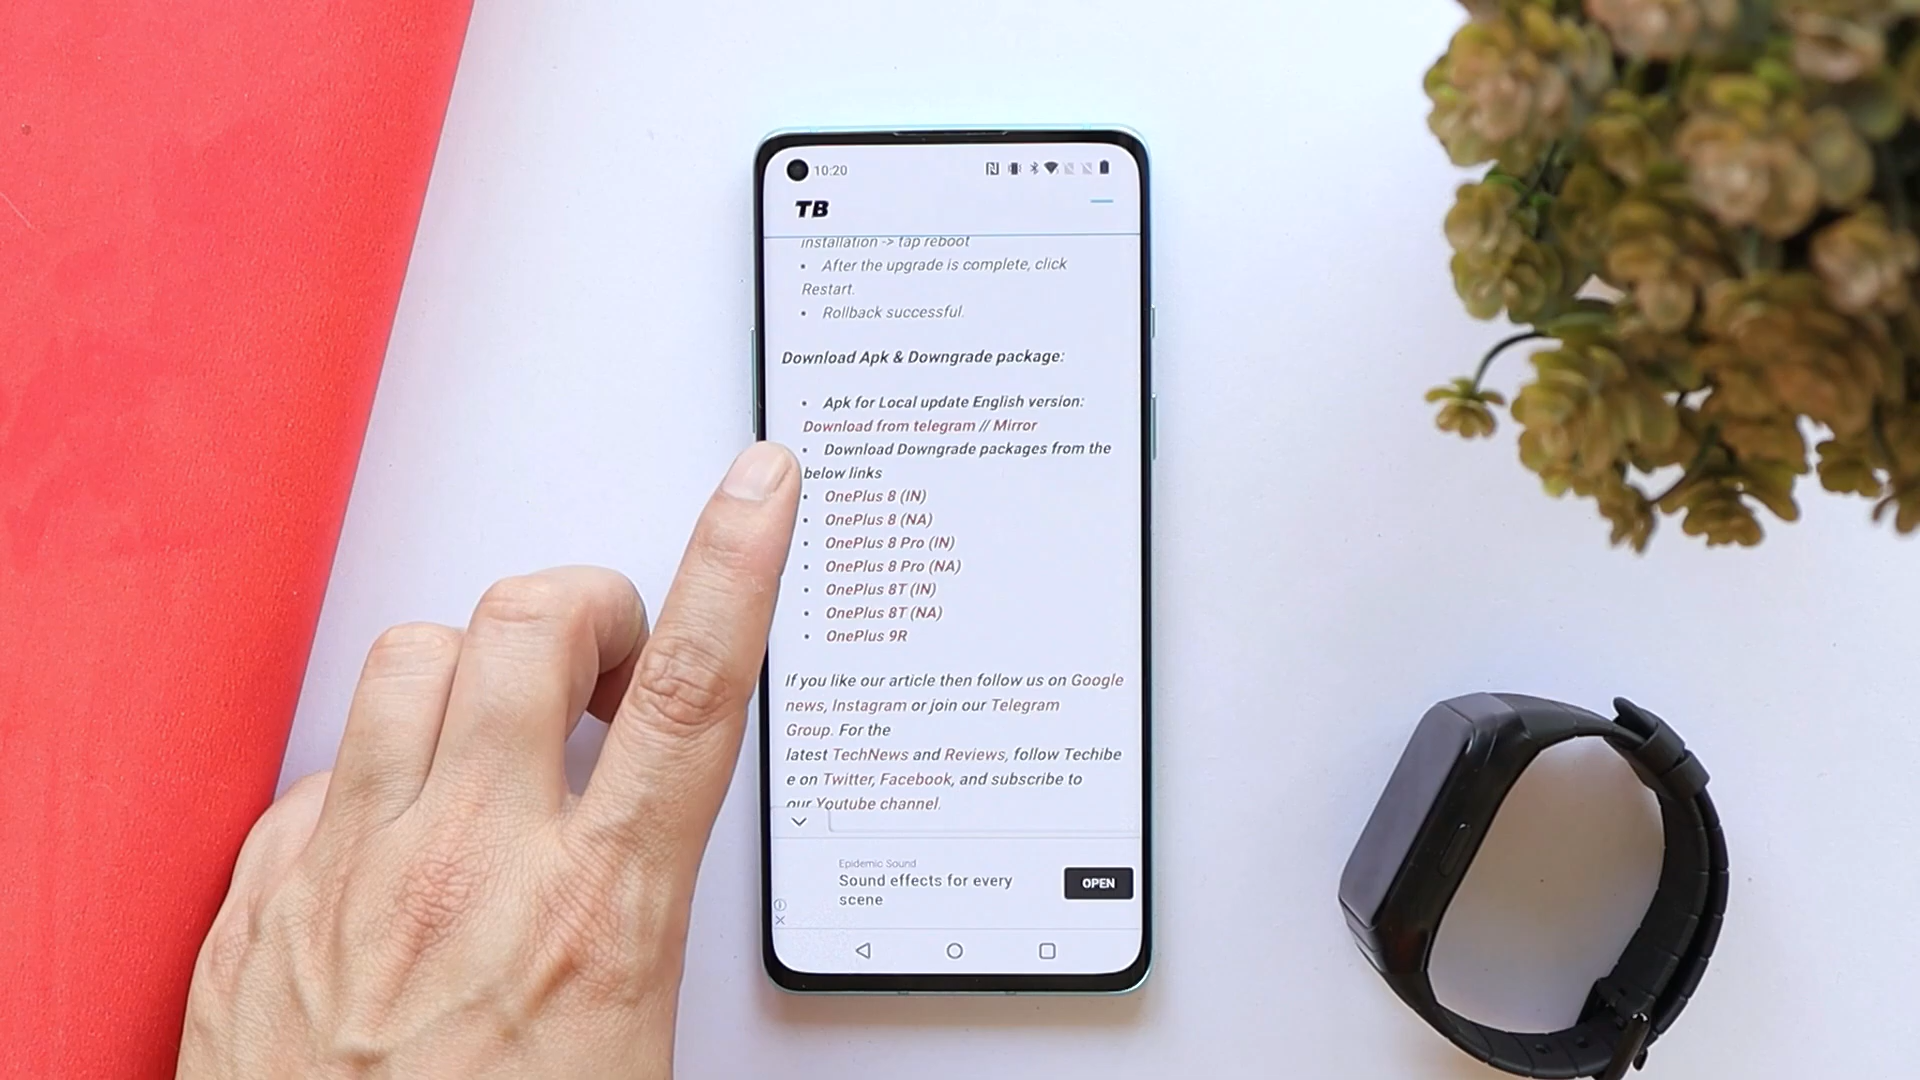 10:20
TB
installation -> tap reboot
• After the upgrade is complete, click
Restart.
• Rollback successful.
Download Apk & Downgrade package:
• Apk for Local update English version:
Download from telegram // Mirror
• Download Downgrade packages from the
below links
• OnePlus 8 (IN)
• OnePlus 8 (NA)
• OnePlus 8 Pro (IN)
• OnePlus 8 Pro (NA)
• OnePlus 8T (IN)
• OnePlus 8T (NA)
• OnePlus 9R
If you like our article then follow us on Google
news, Instagram or join our Telegram
Group. For the
latest TechNews and Reviews, follow Techibe
e on Twitter, Facebook, and subscribe to
our Youtube channel.
Epidemic Sound
Sound effects for every
scene
OPEN